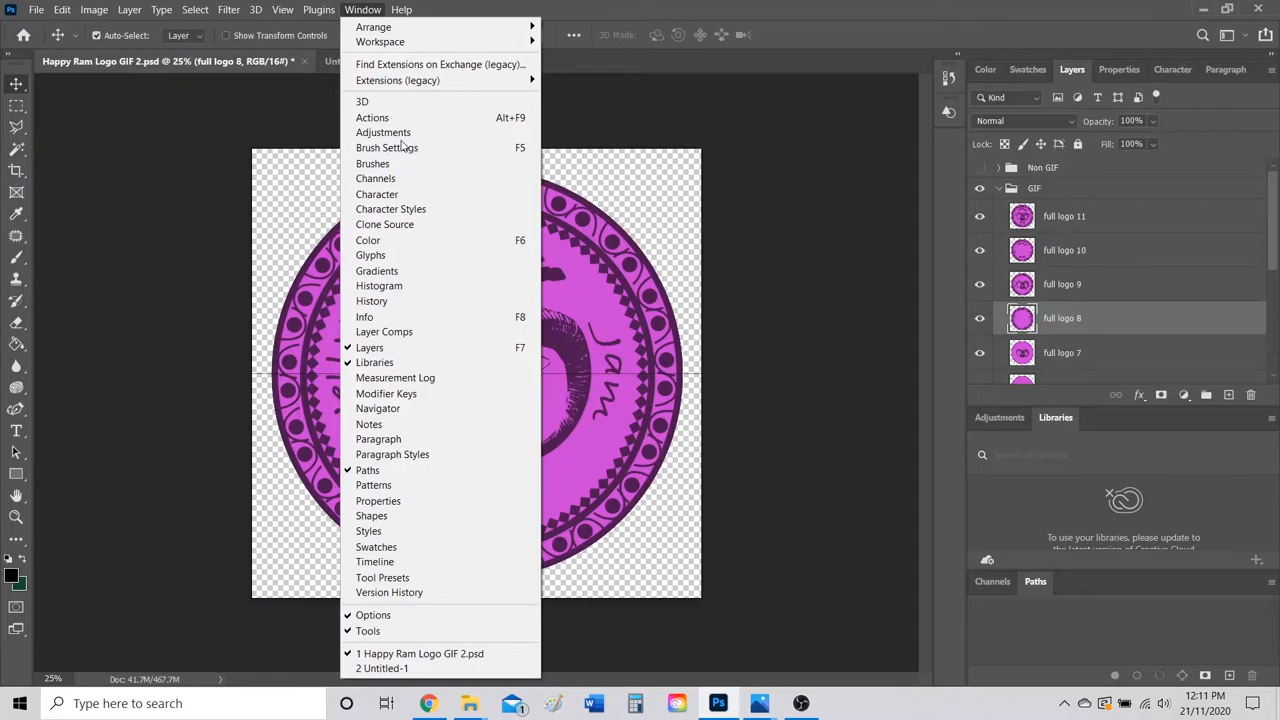 Ps File Edit Image Layer Type Select Filter 3D View Plugins Window Help
Auto-Select: Layer Show Transform Controls 3D Mode:
Happy Ram Logo GIF 2.psd @ 25% (full logo 8, RGB/16#) *
Arrange
Workspace
Find Extensions on Exchange (legacy)...
Extensions (legacy)
3D
Actions Alt+F9
Adjustments
Brush Settings F5
Brushes
Channels
Character
Character Styles
Clone Source
Color F6
Glyphs
Gradients
Histogram
History
Info F8
Layer Comps
Layers F7
Libraries
Measurement Log
Modifier Keys
Navigator
Notes
Paragraph
Paragraph Styles
Paths
Patterns
Properties
Shapes
Styles
Swatches
Timeline
Tool Presets
Version History
Options
Tools
1 Happy Ram Logo GIF 2.psd
2 Untitled-1
Jam
Color Swatches Layers Properties Character Paragraph
Kind
Normal Opacity: 100%
Lock: Fill: 100%
Non GIF
GIF
full logo 11
full logo 10
full logo 9
full logo 8
full logo 7
Adjustments Libraries
To use your libraries, please update
to the latest version of Creative Cloud
Channels Paths
25% Doc: 41.7M/467.7M
Type here to search
12:11 PM
21/11/2020